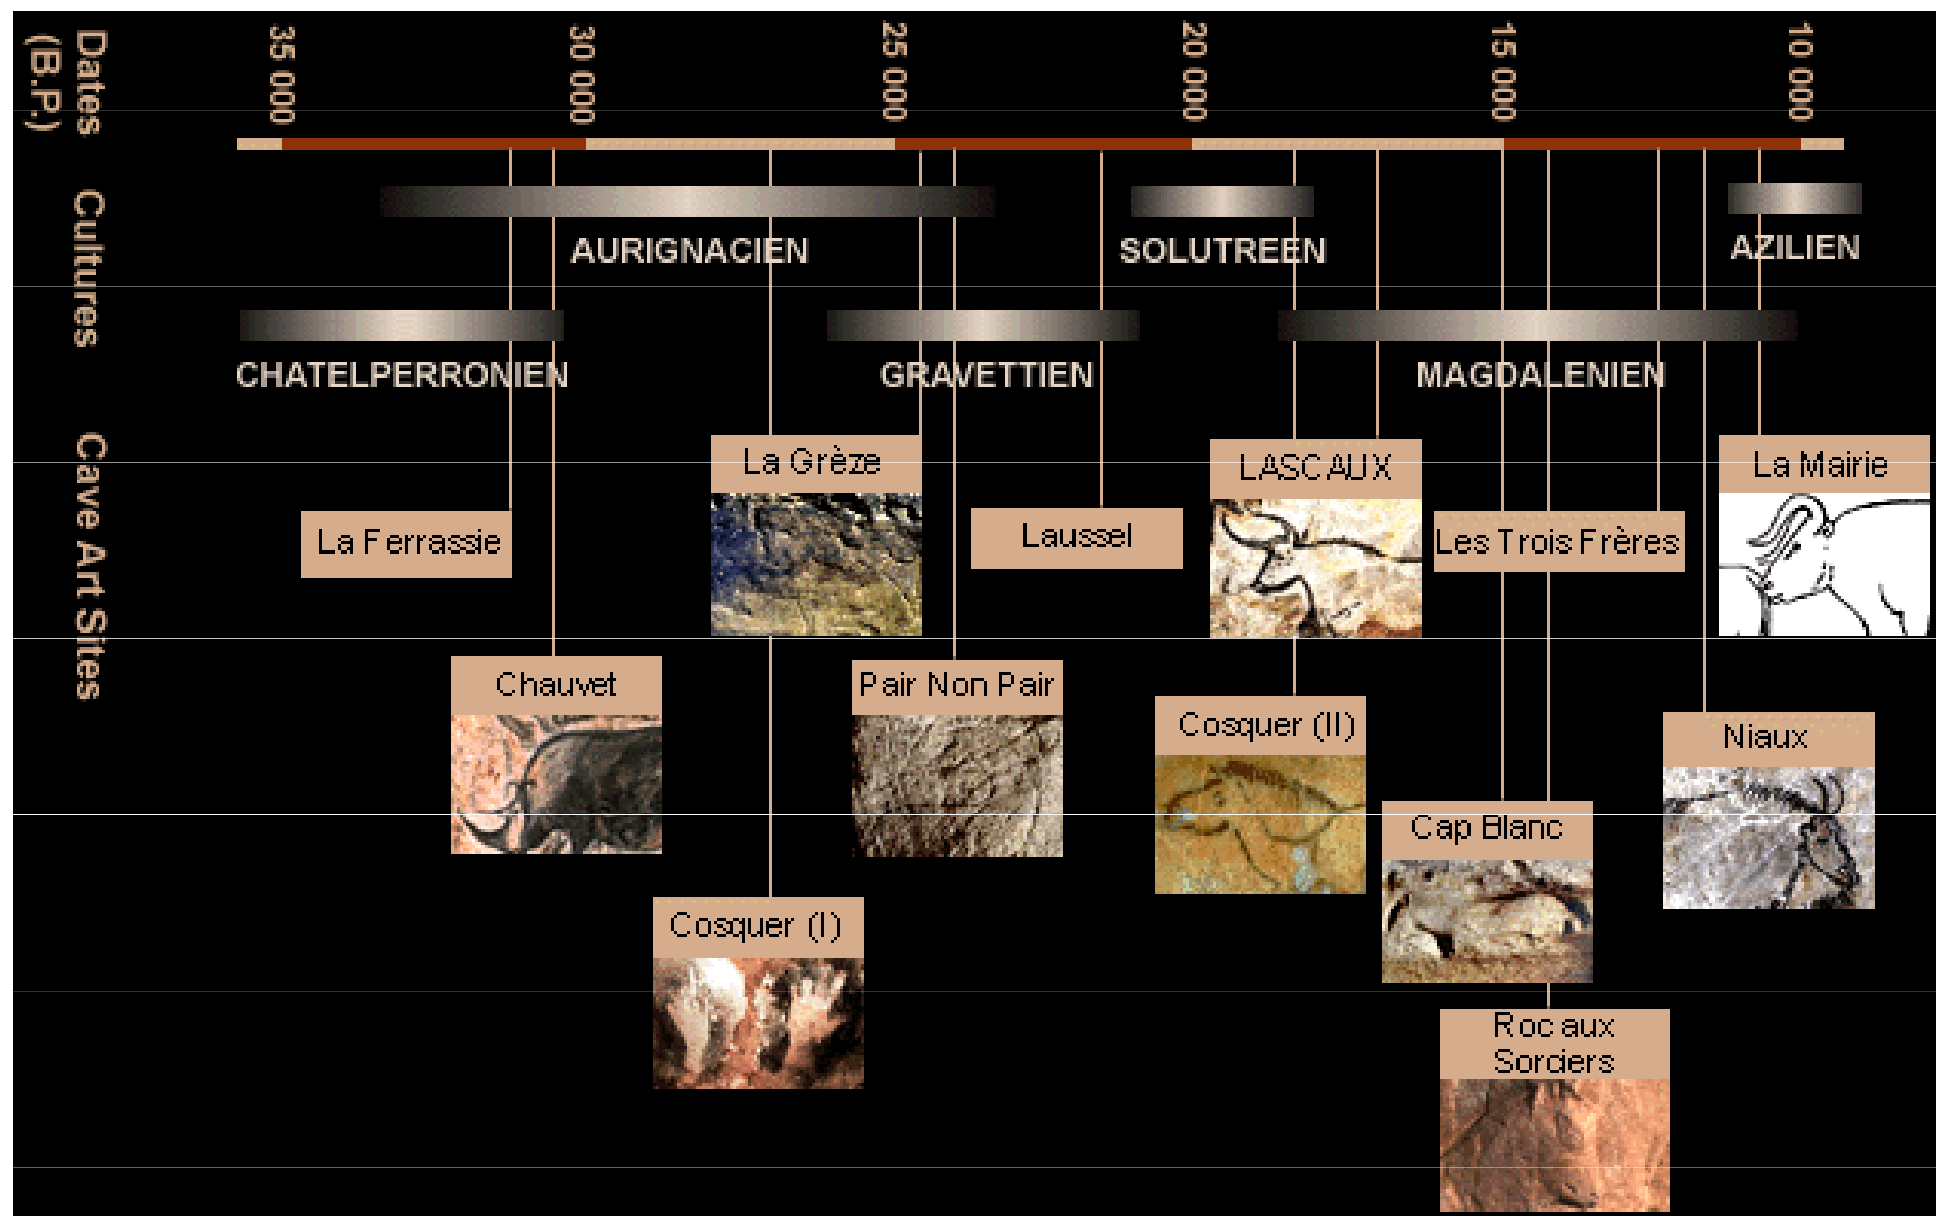 Dates
(B.P.)
35 000
30 000
25 000
20 000
15 000
10 000
Cultures
AURIGNACIEN
SOLUTREEN
AZILIEN
CHATELPERRONIEN
GRAVETTIEN
MAGDALENIEN
Cave Art Sites
La Grèze
LASCAUX
La Mairie
La Ferrassie
Laussel
Les Trois Frères
Chauvet
Pair Non Pair
Cosquer (II)
Niaux
Cap Blanc
Cosquer (I)
Roc aux
Sorciers